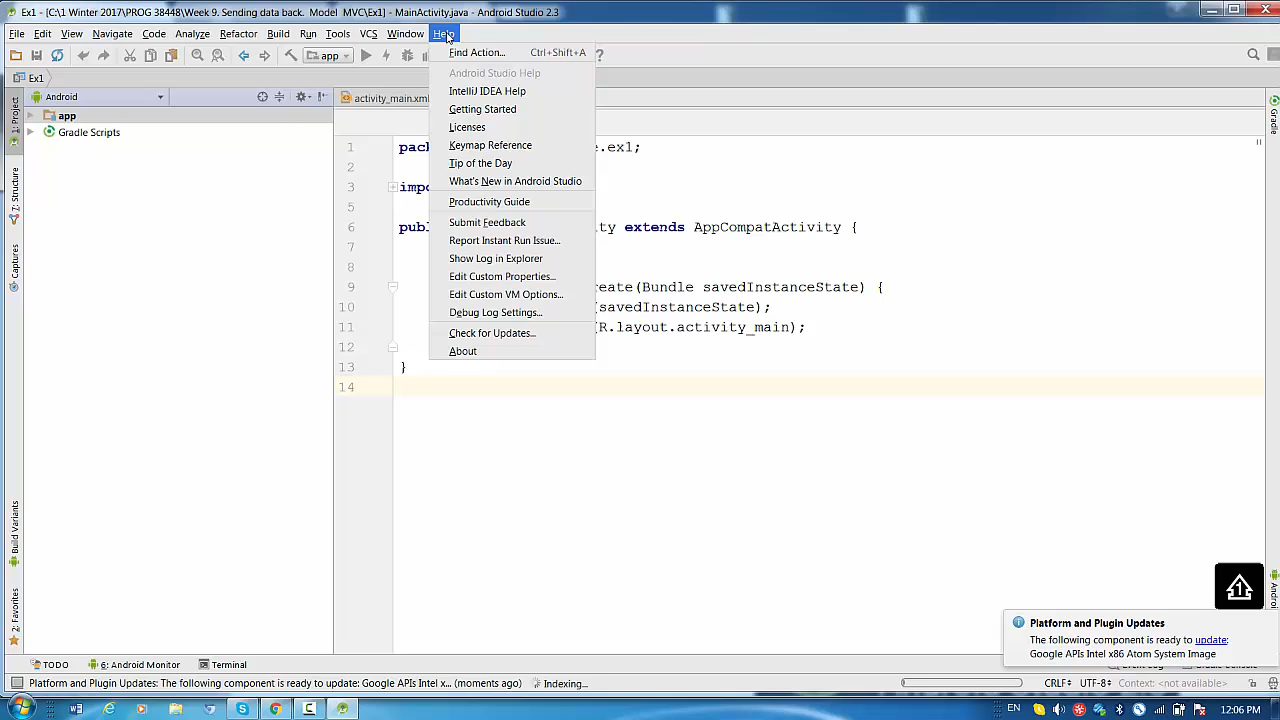 Ex1 - [C:\1 Winter 2017\PROG 38448\Week 9. Sending data back. Model MVC\Ex1] - MainActivity.java - Android Studio 2.3
File Edit View Navigate Code Analyze Refactor Build Run Tools VCS Window Help
app
Ex1
Android
activity_main.xml
1: Project
7: Structure
Captures
Build Variants
2: Favorites
Gradle
app
Gradle Scripts
Find Action... Ctrl+Shift+A
Android Studio Help
IntelliJ IDEA Help
Getting Started
Licenses
Keymap Reference
Tip of the Day
What's New in Android Studio
Productivity Guide
Submit Feedback
Report Instant Run Issue...
Show Log in Explorer
Edit Custom Properties...
Edit Custom VM Options...
Debug Log Settings...
Check for Updates...
About
1 pac e.ex1;
2
3 impo
5
6 publ ty extends AppCompatActivity {
7
8
9 create(Bundle savedInstanceState) {
10 (savedInstanceState);
11 (R.layout.activity_main);
12
13 }
14
1
Platform and Plugin Updates
The following component is ready to update:
Google APIs Intel x86 Atom System Image
TODO 6: Android Monitor Terminal
Platform and Plugin Updates: The following component is ready to update: Google APIs Intel x... (moments ago) Indexing... CRLF UTF-8 Context: <not available>
EN 12:06 PM